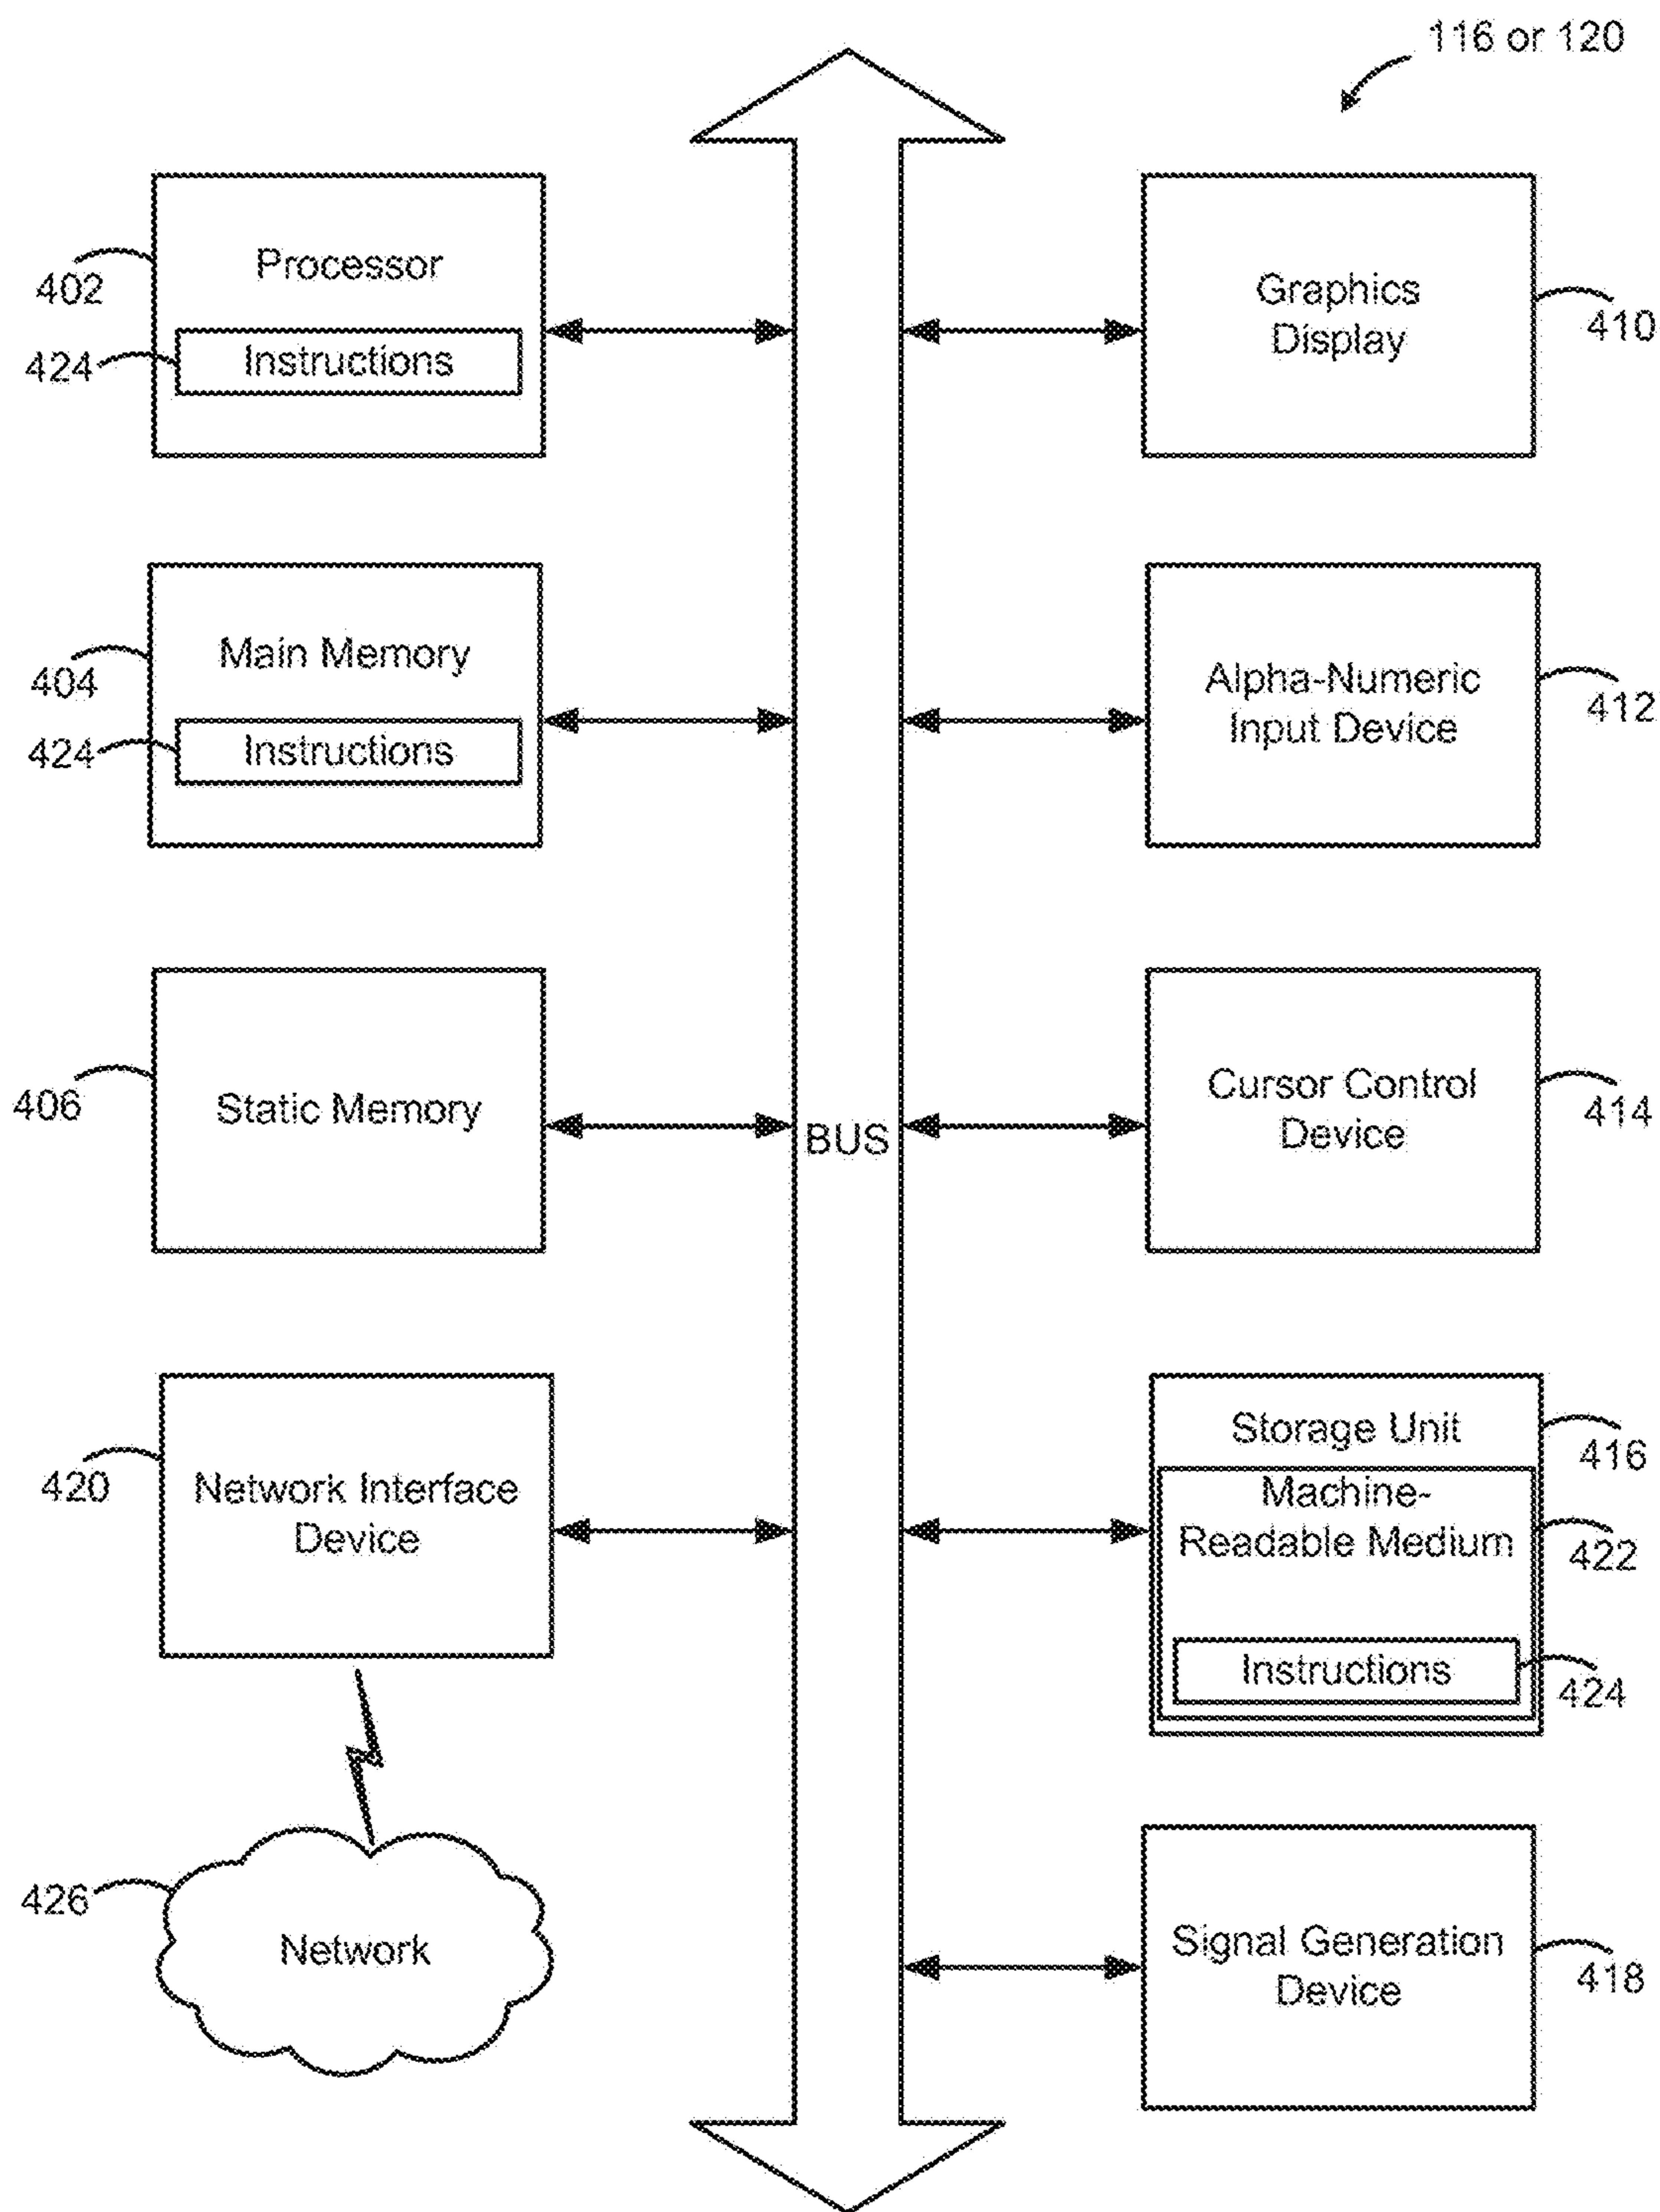 116 or 120
Processor
402
424
Instructions
Graphics
Display
410
Main Memory
404
424
Instructions
Alpha-Numeric
Input Device
412
406
Static Memory
BUS
Cursor Control
Device
414
420
Network Interface
Device
Storage Unit
416
Machine-
Readable Medium
422
Instructions
424
426
Network
Signal Generation
Device
418